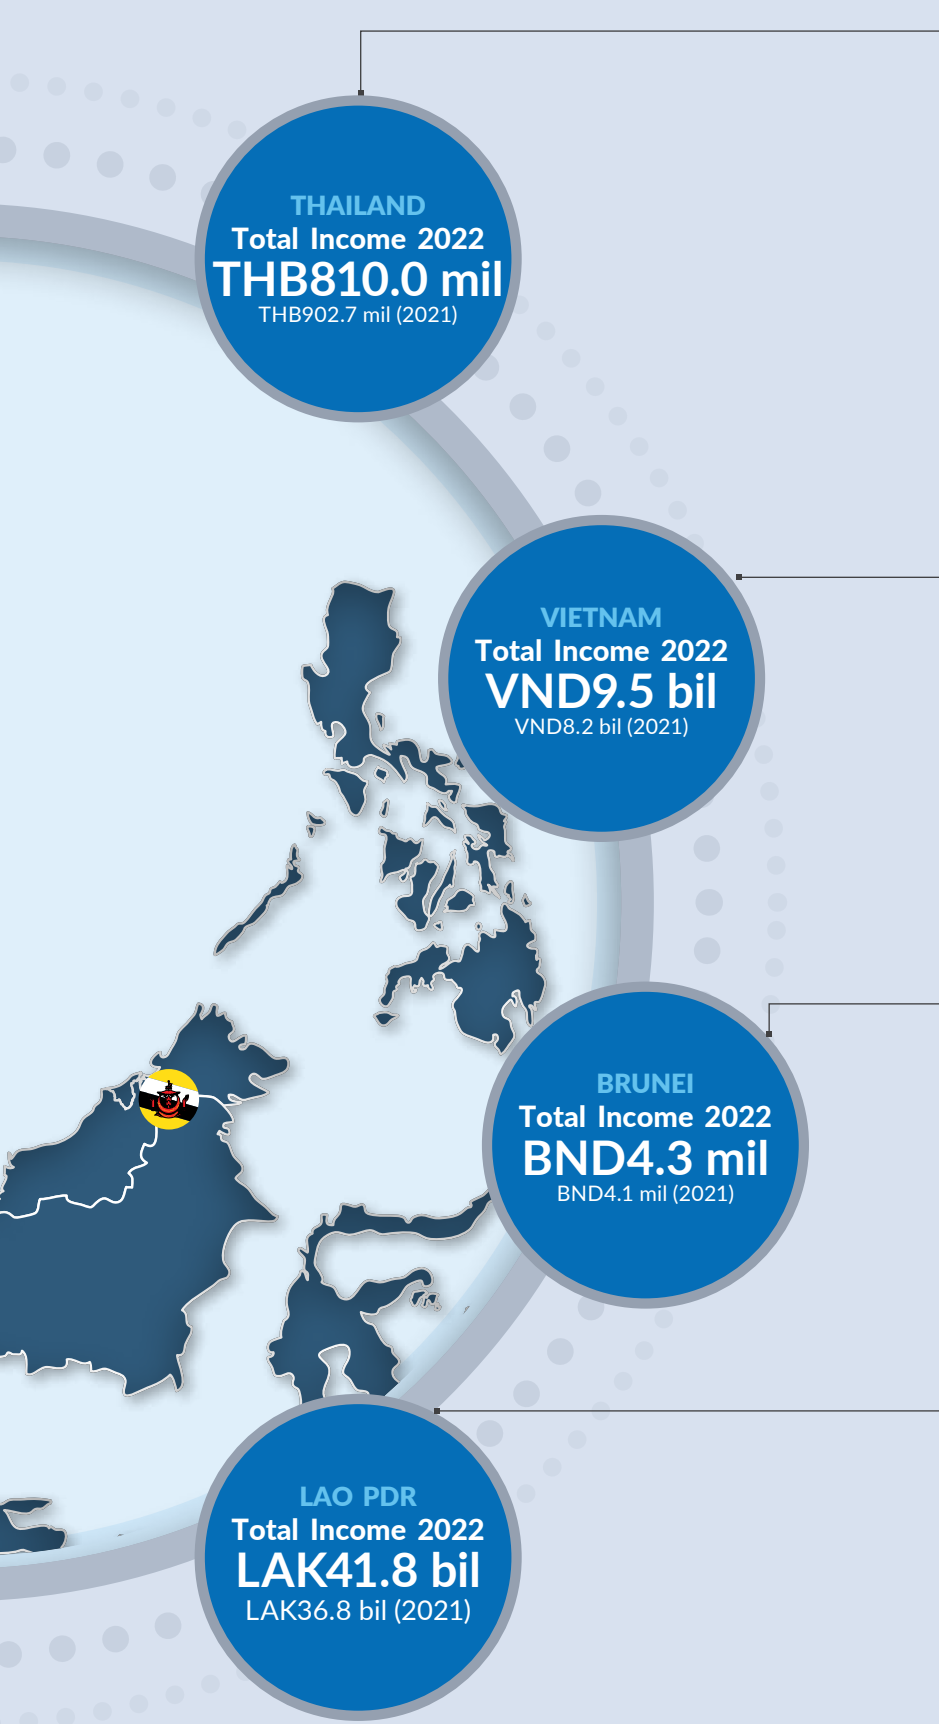 THAILAND
Total Income 2022
THB810.0 mil
THB902.7 mil (2021)
VIETNAM
Total Income 2022
VND9.5 bil
VND8.2 bil (2021)
BRUNEI
Total Income 2022
BND4.3 mil
BND4.1 mil (2021)
LAO PDR
Total Income 2022
LAK41.8 bil
LAK36.8 bil (2021)